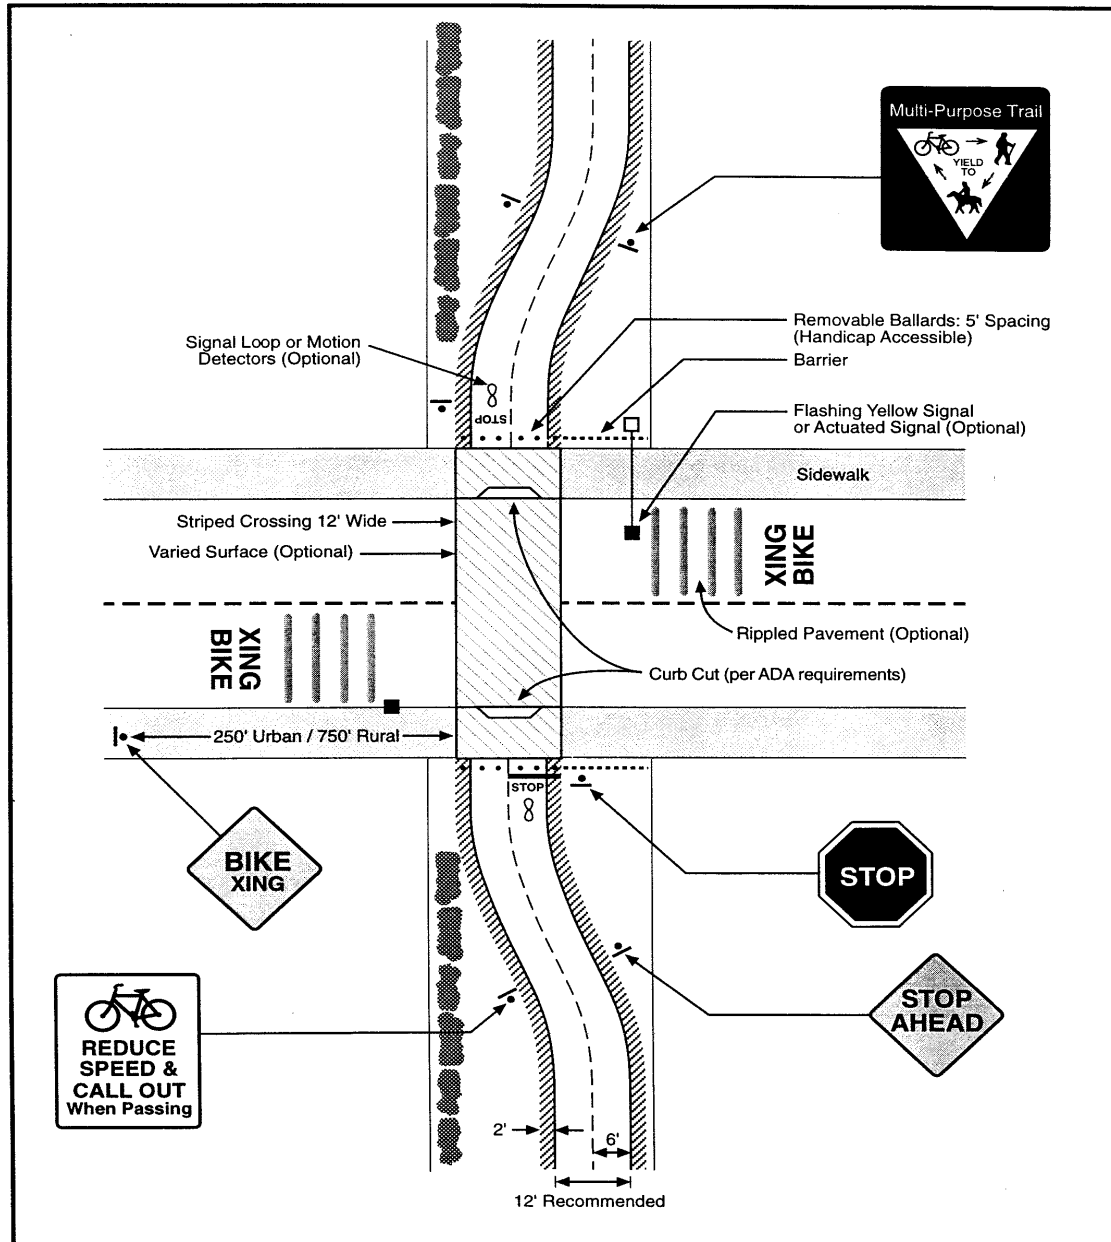 Multi-Purpose Trail
YIELD
TO
Removable Ballards: 5' Spacing
(Handicap Accessible)
Signal Loop or Motion
Detectors (Optional)
Barrier
STOP
Flashing Yellow Signal
or Actuated Signal (Optional)
Sidewalk
Striped Crossing 12' Wide
Varied Surface (Optional)
XING
BIKE
Rippled Pavement (Optional)
XING
BIKE
Curb Cut (per ADA requirements)
250' Urban / 750' Rural
STOP
BIKE
XING
STOP
STOP
AHEAD
REDUCE
SPEED &
CALL OUT
When Passing
2'
6'
12' Recommended